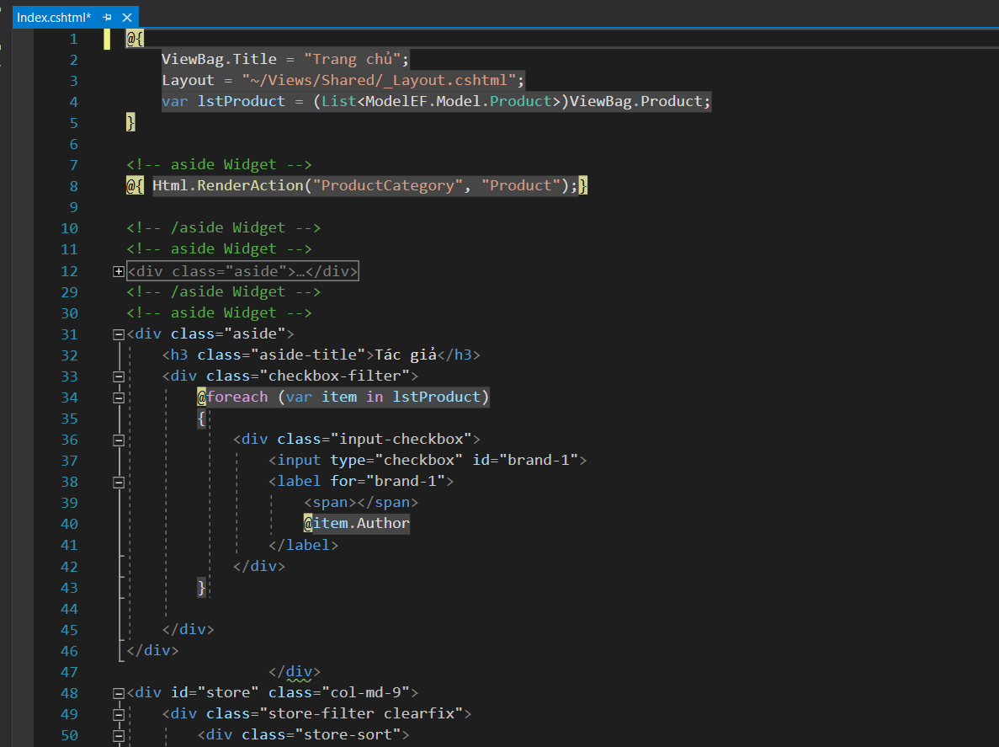 Index.cshtml*
1 @{
2 ViewBag.Title = "Trang chủ";
3 Layout = "~/Views/Shared/_Layout.cshtml";
4 var lstProduct = (List<ModelEF.Model.Product>)ViewBag.Product;
5 }
6
7 <!-- aside Widget -->
8 @{ Html.RenderAction("ProductCategory", "Product");}
9
10 <!-- /aside Widget -->
11 <!-- aside Widget -->
12 <div class="aside">…</div>
29 <!-- /aside Widget -->
30 <!-- aside Widget -->
31 <div class="aside">
32 <h3 class="aside-title">Tác giả</h3>
33 <div class="checkbox-filter">
34 @foreach (var item in lstProduct)
35 {
36 <div class="input-checkbox">
37 <input type="checkbox" id="brand-1">
38 <label for="brand-1">
39 <span></span>
40 @item.Author
41 </label>
42 </div>
43 }
44
45 </div>
46 </div>
47 </div>
48 <div id="store" class="col-md-9">
49 <div class="store-filter clearfix">
50 <div class="store-sort">